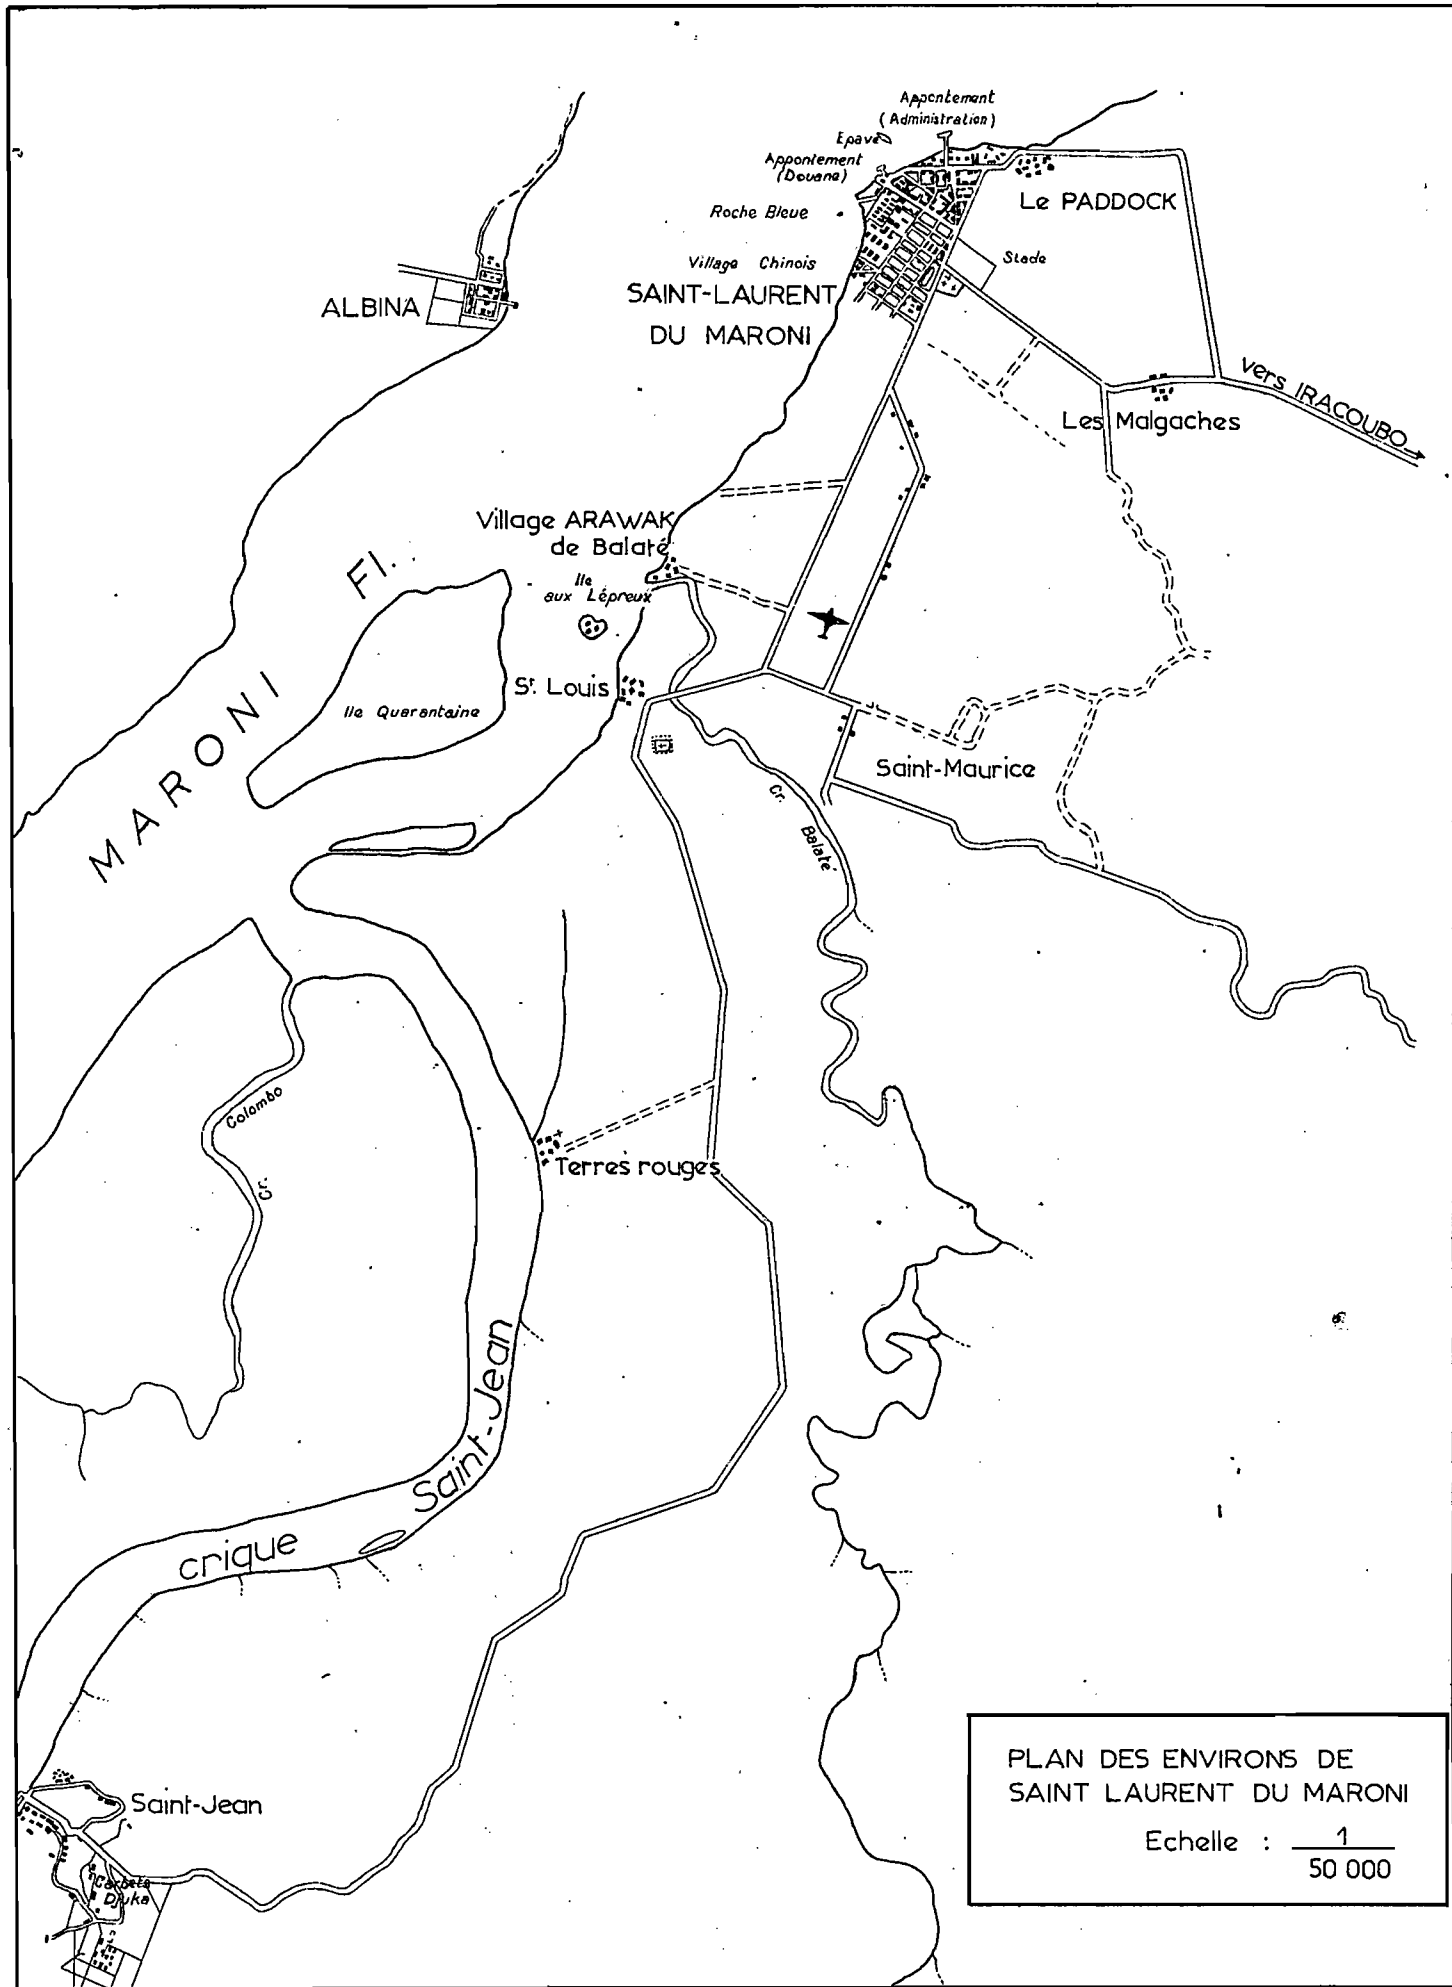 Appontement
(Administration)
Epave
Appontement
(Douane)
Le PADDOCK
Roche Bleue
Stade
Village Chinois
SAINT-LAURENT
DU MARONI
ALBINA
vers IRACOUBO
Les Malgaches
Village ARAWAK
de Balaté
Ile
aux Lépreux
MARONI Fl.
St. Louis
Ile Quarantaine
Saint-Maurice
Cr. Balaté
Colombo Cr.
Terres rouges
crique Saint-Jean
Saint-Jean
Carbets
Djuka
PLAN DES ENVIRONS DE
SAINT LAURENT DU MARONI
Echelle : 1
50 000